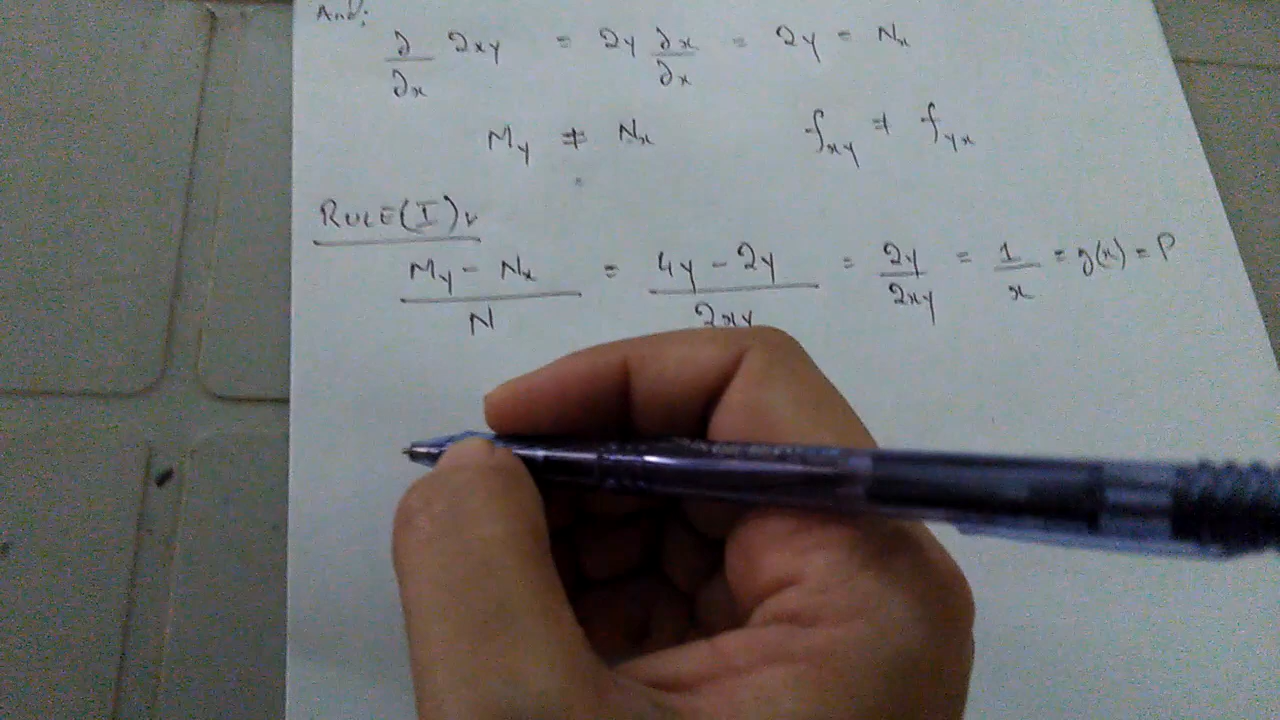 And:
∂/∂x 2xy = 2y ∂x/∂x = 2y = Nx
My ≠ Nx fxy ≠ fyx
RULE(I)
(My - Nx)/N = (4y - 2y)/2xy = 2y/2xy = 1/x = g(x) = P